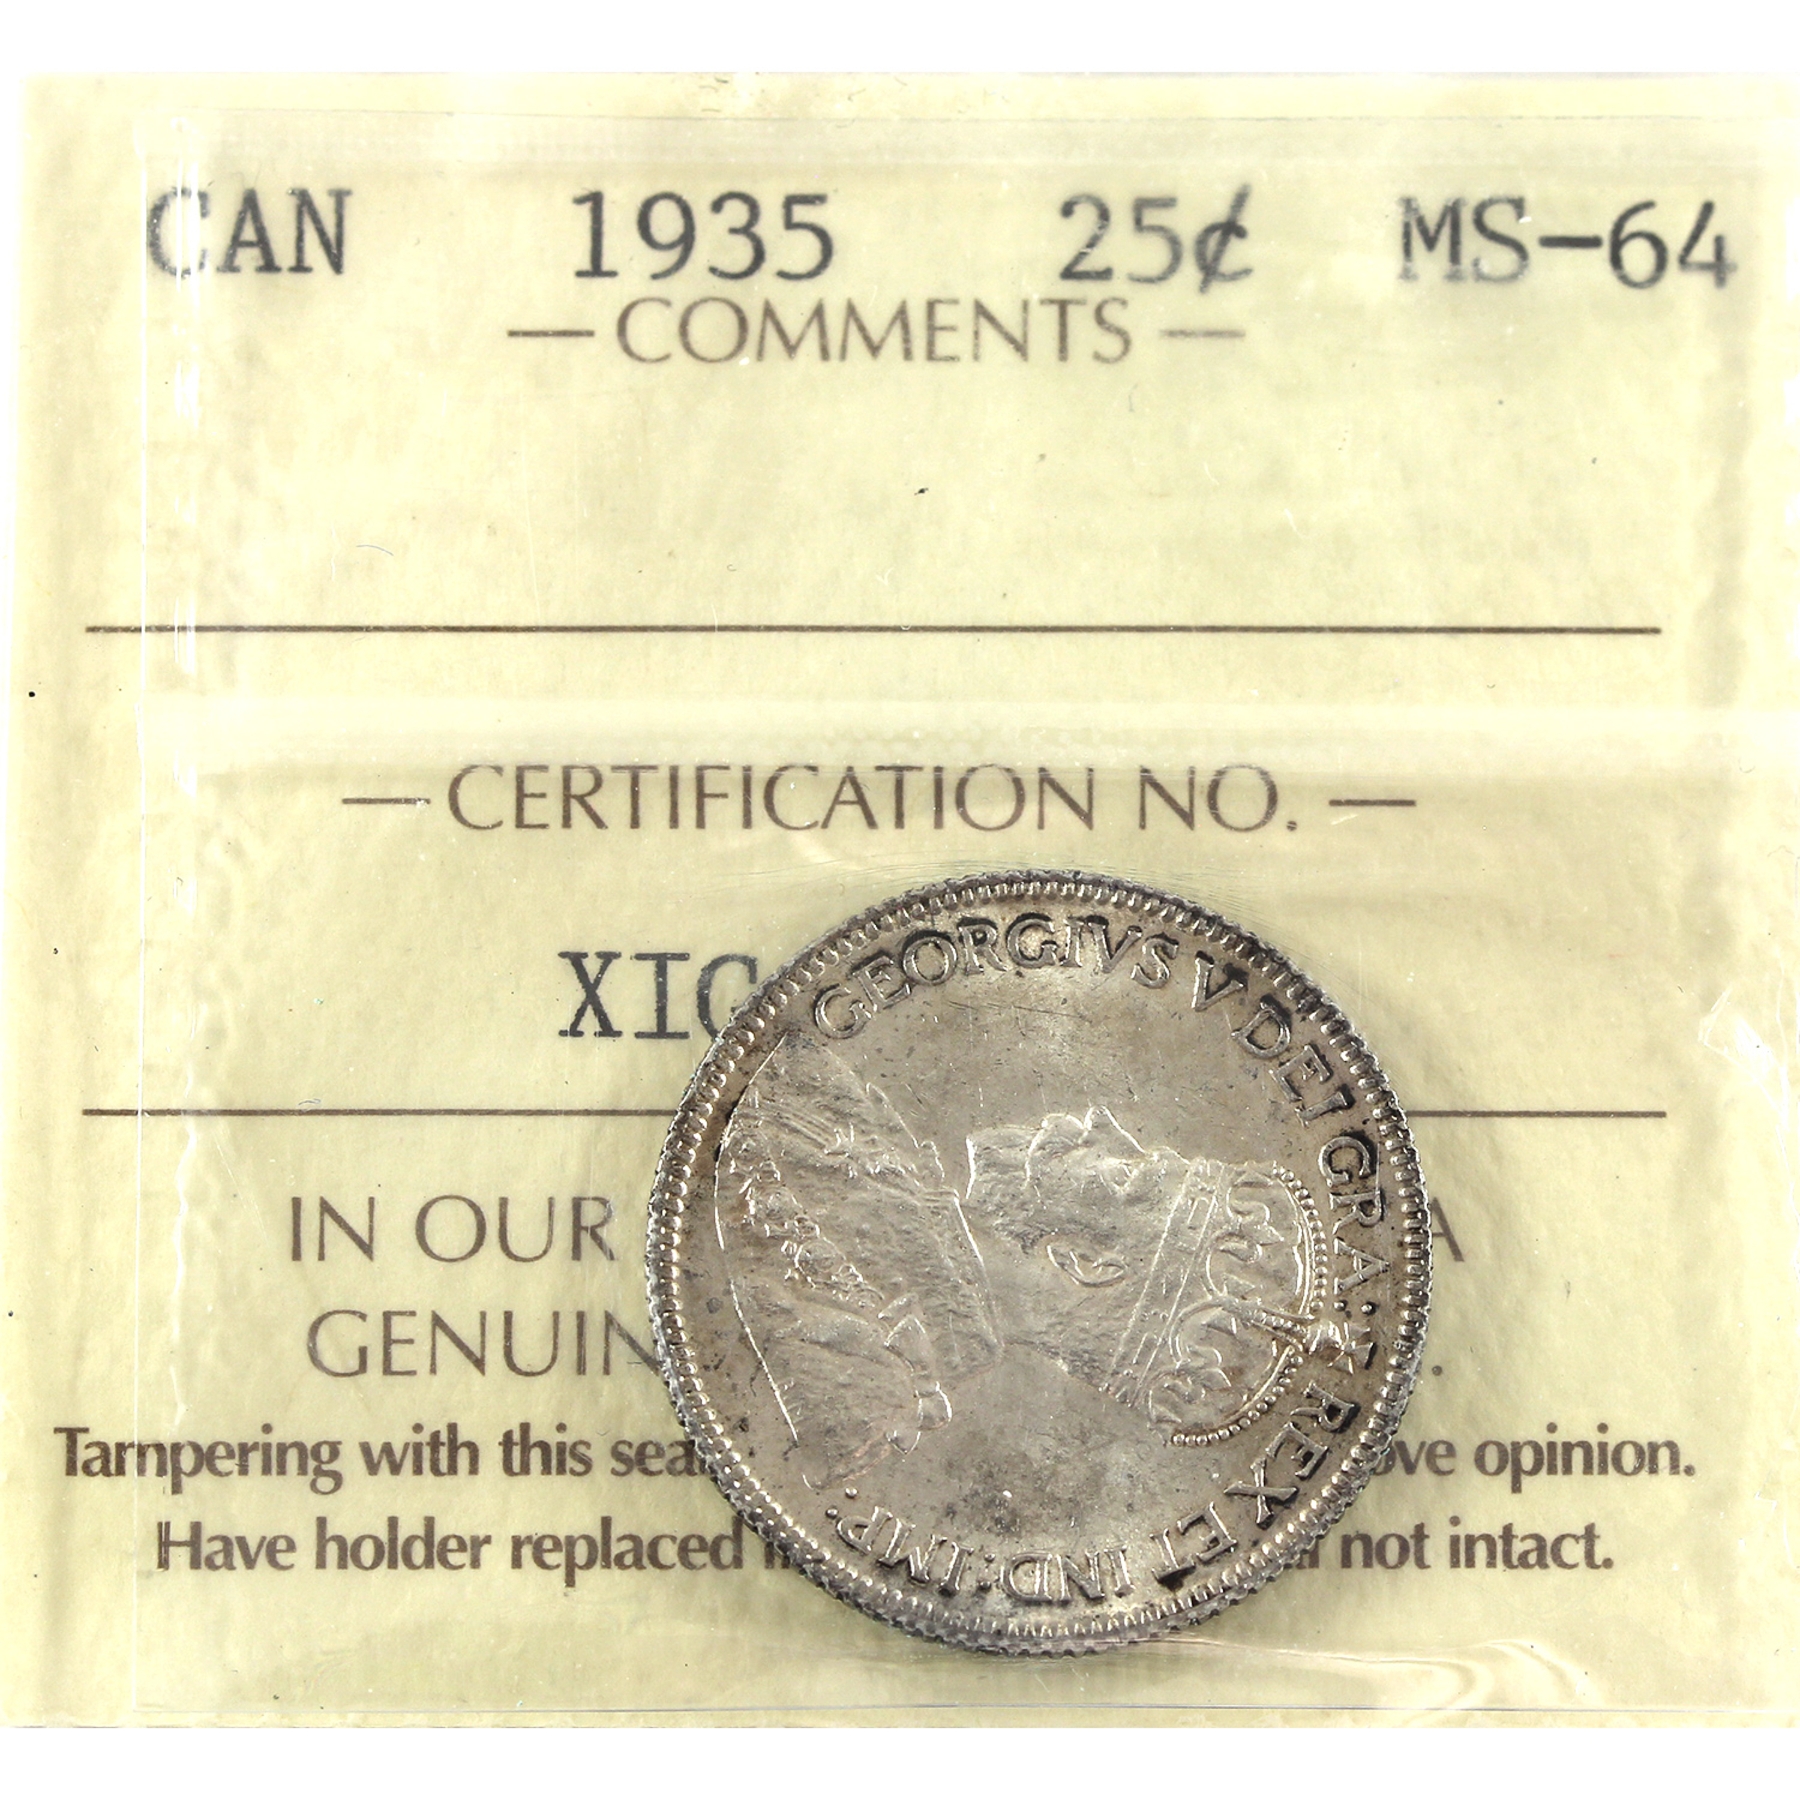 CAN 1935 25¢ MS-64
— COMMENTS —
— CERTIFICATION NO. —
XIC
IN OUR A
GENUIN .
Tampering with this sea ove opinion.
Have holder replaced i l not intact.
GEORGIVS V DEI GRA: REX ET IND: IMP: